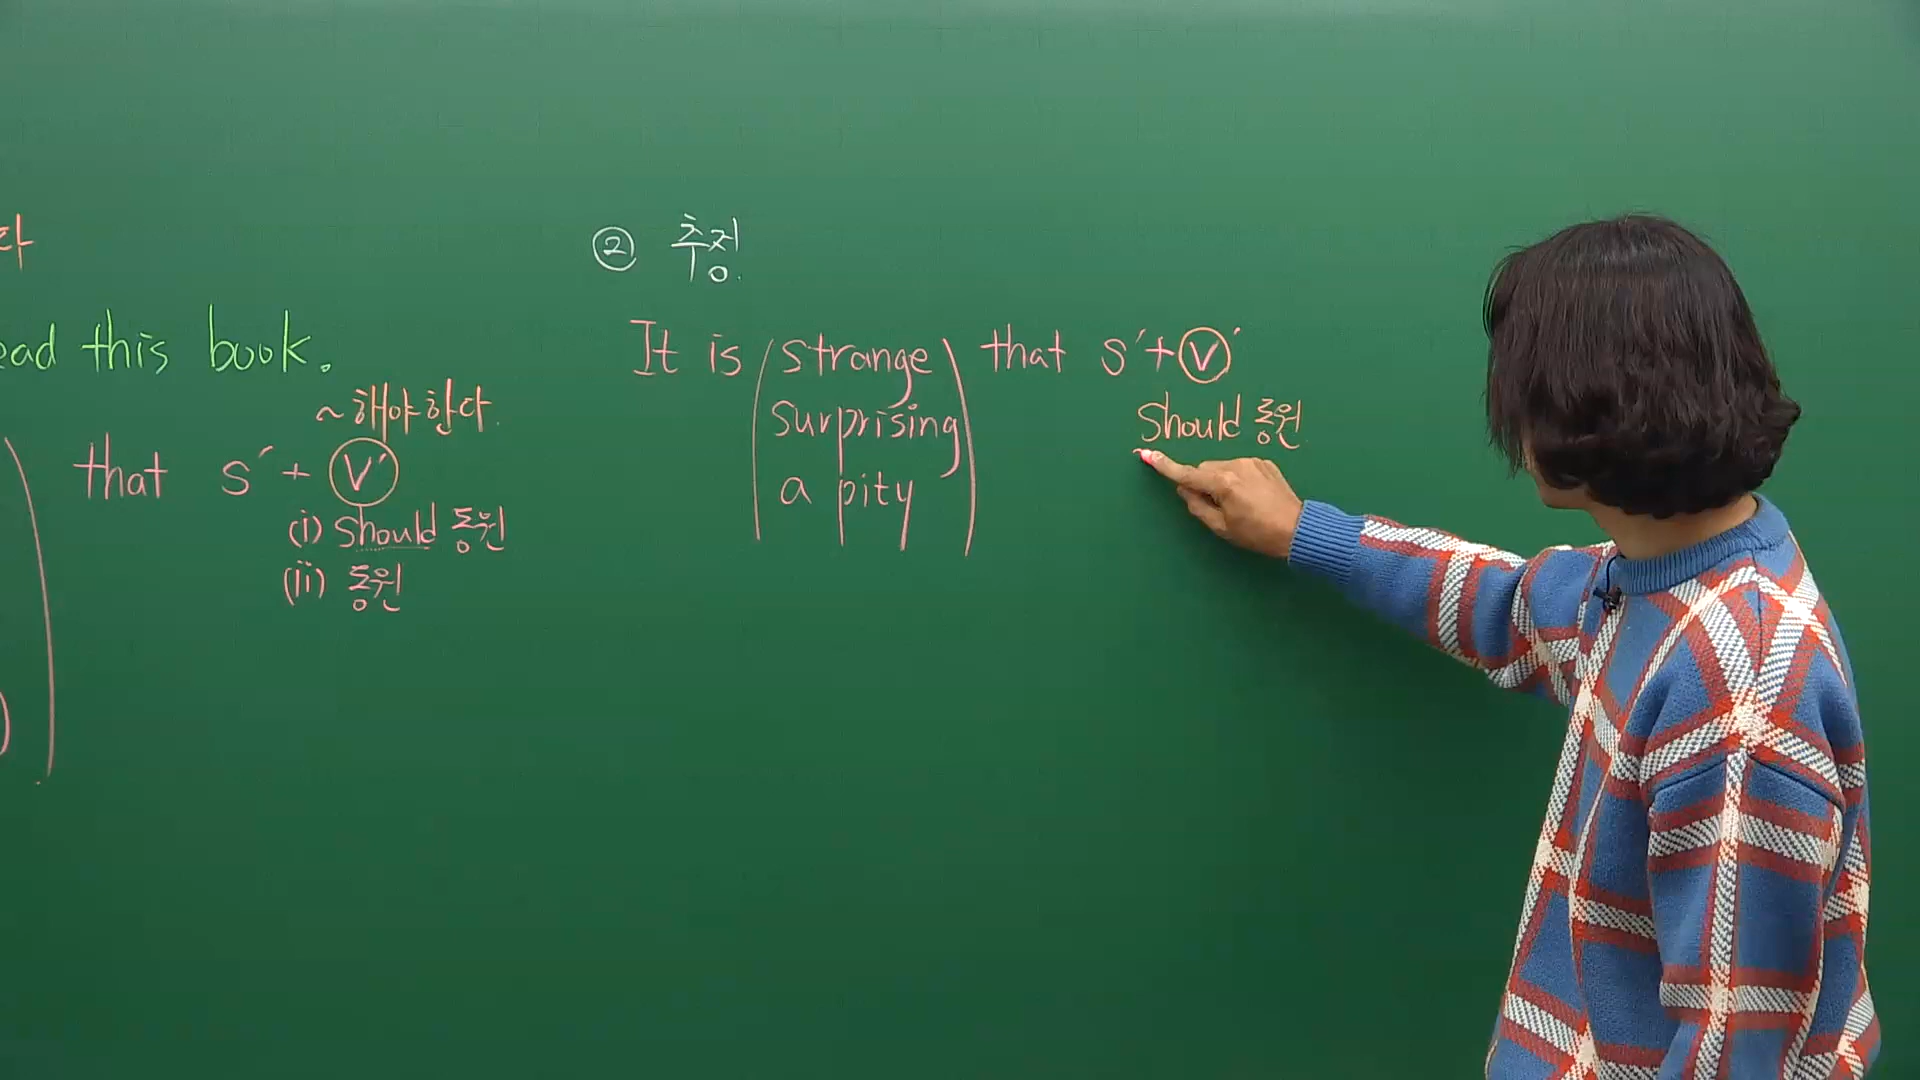 라
ead this book.
~해야한다.
that s′ + ⓥ′
(i) should 동원
(ii) 동원
② 추정.
It is strange that s′+ⓥ′
surprising
a pity
should 동원